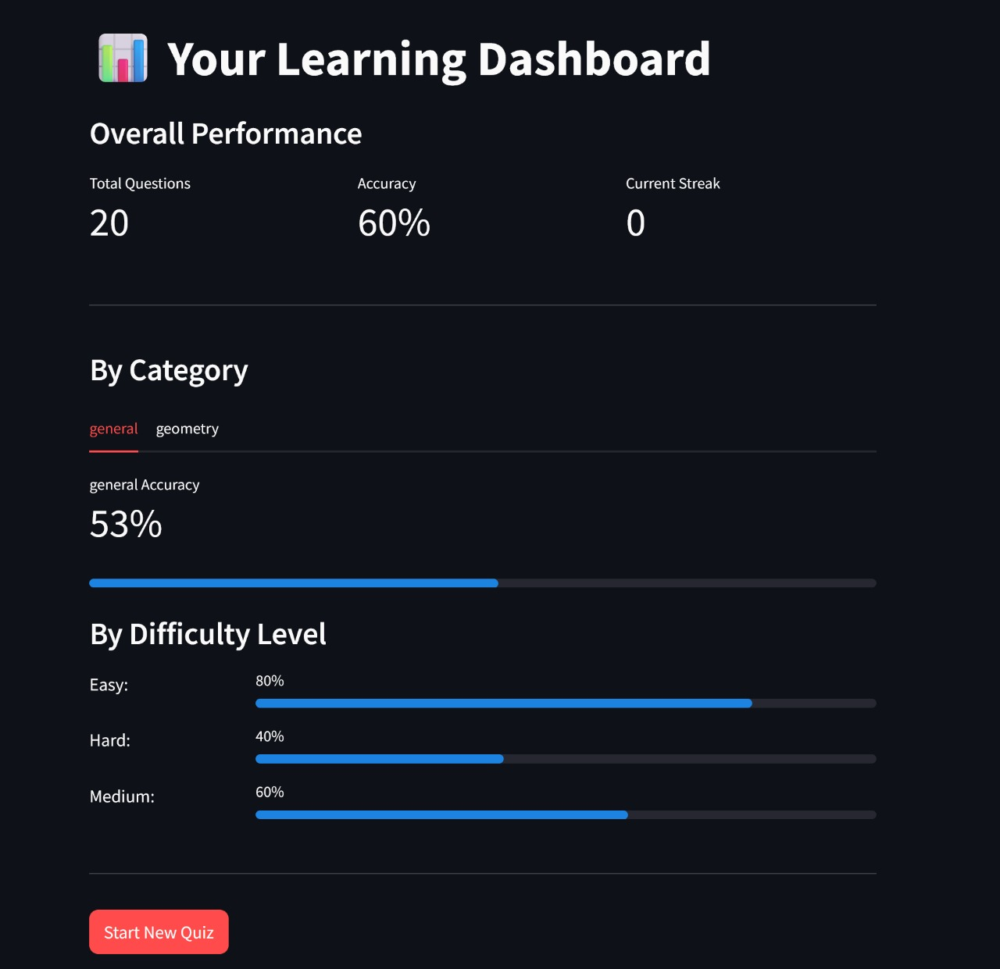 Your Learning Dashboard
Overall Performance
Total Questions
20
Accuracy
60%
Current Streak
0
By Category
general
geometry
general Accuracy
53%
By Difficulty Level
Easy:
80%
Hard:
40%
Medium:
60%
Start New Quiz